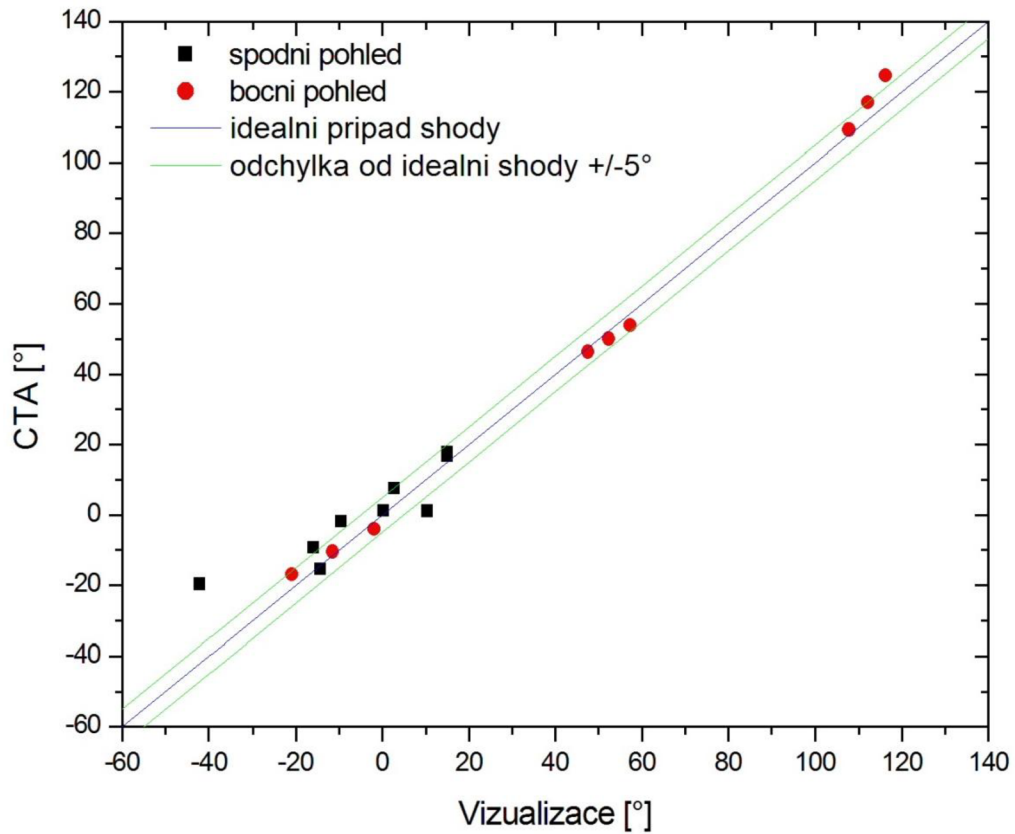 140
120
100
80
60
40
20
0
-20
-40
-60
CTA [°]
spodni pohled
bocni pohled
idealni pripad shody
odchylka od idealni shody +/-5°
-60 -40 -20 0 20 40 60 80 100 120 140
Vizualizace [°]